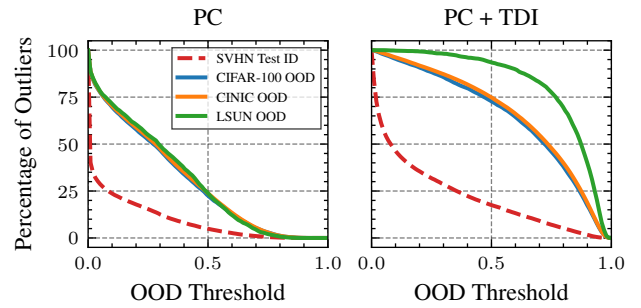 PC
PC + TDI
Percentage of Outliers
100
75
50
25
0
SVHN Test ID
CIFAR-100 OOD
CINIC OOD
LSUN OOD
0.0
0.5
1.0
0.0
0.5
1.0
OOD Threshold
OOD Threshold